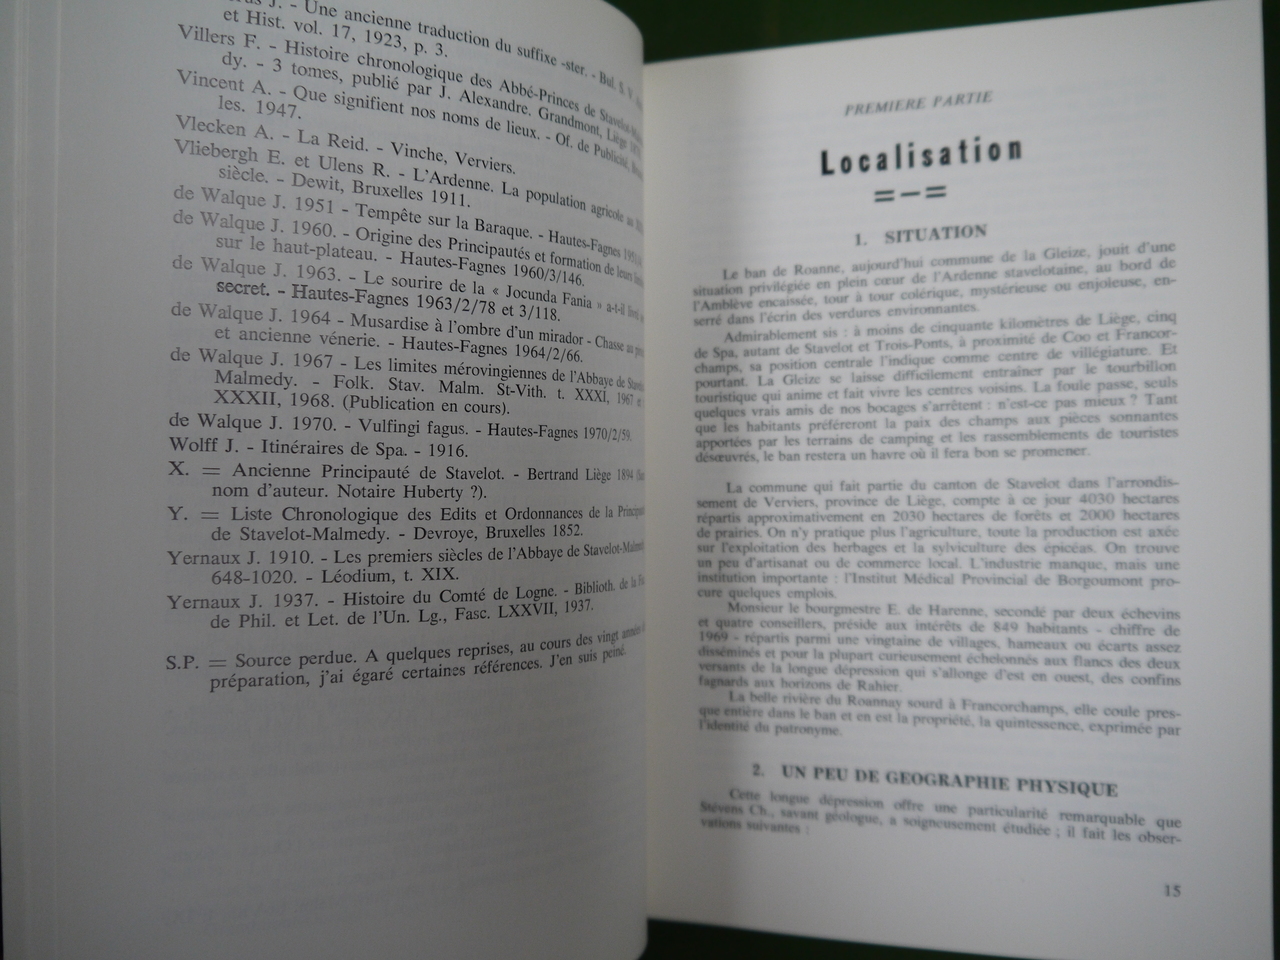 J. - Une ancienne traduction du suffixe -ster. - Bul. S. V.
et Hist. vol. 17, 1923, p. 3.
Villers F. - Histoire chronologique des Abbé-Princes de Stavelot-
dy. - 3 tomes, publié par J. Alexandre. Grandmont, Liège
Vincent A. - Que signifient nos noms de lieux. - Of. de Publicité,
les. 1947.
Vlecken A. - La Reid. - Vinche, Verviers.
Vliebergh E. et Ulens R. - L'Ardenne. La population agricole au
siècle. - Dewit, Bruxelles 1911.
de Walque J. 1951 - Tempête sur la Baraque. - Hautes-Fagnes
de Walque J. 1960. - Origine des Principautés et formation de leurs
sur le haut-plateau. - Hautes-Fagnes 1960/3/146.
de Walque J. 1963. - Le sourire de la « Jocunda Fania » a-t-il
secret. - Hautes-Fagnes 1963/2/78 et 3/118.
de Walque J. 1964 - Musardise à l'ombre d'un mirador - Chasse au
et ancienne vénerie. - Hautes-Fagnes 1964/2/66.
de Walque J. 1967 - Les limites mérovingiennes de l'Abbaye de
Malmedy. - Folk. Stav. Malm. St-Vith. t. XXXI, 1967
XXXII, 1968. (Publication en cours).
de Walque J. 1970. - Vulfingi fagus. - Hautes-Fagnes 1970/2/59.
Wolff J. - Itinéraires de Spa. - 1916.
X. = Ancienne Principauté de Stavelot. - Bertrand Liège 1894
nom d'auteur. Notaire Huberty ?).
Y. = Liste Chronologique des Edits et Ordonnances de la
de Stavelot-Malmedy. - Devroye, Bruxelles 1852.
Yernaux J. 1910. - Les premiers siècles de l'Abbaye de Stavelot-
648-1020. - Léodium, t. XIX.
Yernaux J. 1937. - Histoire du Comté de Logne. - Biblioth. de la
de Phil. et Let. de l'Un. Lg., Fasc. LXXVII, 1937.
S.P. = Source perdue. A quelques reprises, au cours des vingt années
préparation, j'ai égaré certaines références. J'en suis peiné.
PREMIERE PARTIE
Localisation
=-=
1. SITUATION
Le ban de Roanne, aujourd'hui commune de la Gleize, jouit d'une
situation privilégiée en plein cœur de l'Ardenne stavelotaine, au bord de
l'Amblève encaissée, tour à tour colérique, mystérieuse ou enjoleuse, en-
serré dans l'écrin des verdures environnantes.
Admirablement sis : à moins de cinquante kilomètres de Liège, cinq
de Spa, autant de Stavelot et Trois-Ponts, à proximité de Coo et Francor-
champs, sa position centrale l'indique comme centre de villégiature. Et
pourtant. La Gleize se laisse difficilement entraîner par le tourbillon
touristique qui anime et fait vivre les centres voisins. La foule passe, seuls
quelques vrais amis de nos bocages s'arrêtent : n'est-ce pas mieux ? Tant
que les habitants préféreront la paix des champs aux pièces sonnantes
apportées par les terrains de camping et les rassemblements de touristes
désœuvrés, le ban restera un havre où il fera bon se promener.
La commune qui fait partie du canton de Stavelot dans l'arrondis-
sement de Verviers, province de Liège, compte à ce jour 4030 hectares
répartis approximativement en 2030 hectares de forêts et 2000 hectares
de prairies. On n'y pratique plus l'agriculture, toute la production est axée
sur l'exploitation des herbages et la sylviculture des épicéas. On trouve
un peu d'artisanat ou de commerce local. L'industrie manque, mais une
institution importante : l'Institut Médical Provincial de Borgoumont pro-
cure quelques emplois.
Monsieur le bourgmestre E. de Harenne, secondé par deux échevins
et quatre conseillers, préside aux intérêts de 849 habitants - chiffre de
1969 - répartis parmi une vingtaine de villages, hameaux ou écarts assez
disséminés et pour la plupart curieusement échelonnés aux flancs des deux
versants de la longue dépression qui s'allonge d'est en ouest, des confins
fagnards aux horizons de Rahier.
La belle rivière du Roannay sourd à Francorchamps, elle coule pres-
que entière dans le ban et en est la propriété, la quintessence, exprimée par
l'identité du patronyme.
2. UN PEU DE GEOGRAPHIE PHYSIQUE
Cette longue dépression offre une particularité remarquable que
Stevens Ch., savant géologue, a soigneusement étudiée ; il fait les obser-
vations suivantes :
15